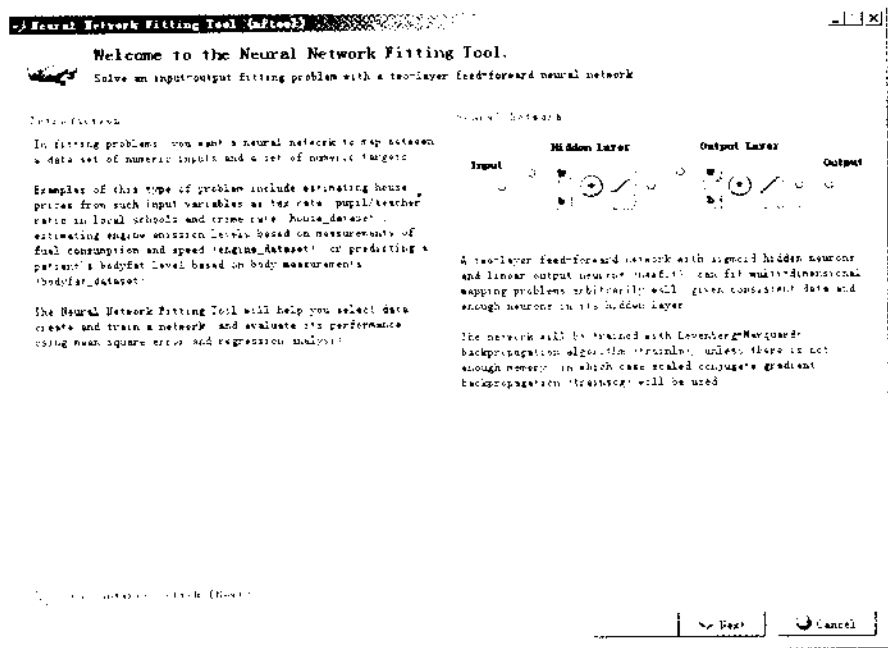 Neural Network Fitting Tool (nftool)
Welcome to the Neural Network Fitting Tool.
Solve an input-output fitting problem with a two-layer feed-forward neural network
Introduction
In fitting problems you want a neural network to map between
a data set of numeric inputs and a set of numeric targets
Examples of this type of problem include estimating house
prices from such input variables as tax rate pupil/teacher
ratio in local schools and crime rate house_dataset
estimating engine emission levels based on measurements of
fuel consumption and speed (engine_dataset) or predicting a
patient's bodyfat level based on body measurements
(bodyfat_dataset)
The Neural Network Fitting Tool will help you select data
create and train a network and evaluate its performance
using mean square error and regression analysis
Neural Network
Hidden Layer
Output Layer
Input
Output
W
b
W
b
A two-layer feed-forward network with sigmoid hidden neurons
and linear output neurons can fit multi-dimensional
mapping problems arbitrarily well given consistent data and
enough neurons in its hidden layer
The network will be trained with Levenberg-Marquardt
backpropagation algorithm (trainlm) unless there is not
enough memory in which case scaled conjugate gradient
backpropagation (trainscg) will be used
continue click [Next]
Next
Cancel